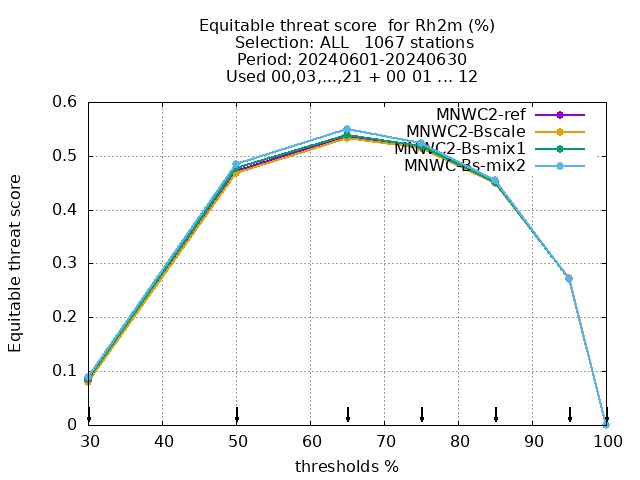 Equitable threat score  for Rh2m (%)
Selection: ALL   1067 stations
Period: 20240601-20240630
Used 00,03,...,21 + 00 01 ... 12
MNWC2-ref
MNWC2-Bscale
MNWC2-Bs-mix1
MNWC-Bs-mix2
Equitable threat score
0.6
0.5
0.4
0.3
0.2
0.1
0
30 40 50 60 70 80 90 100
thresholds %